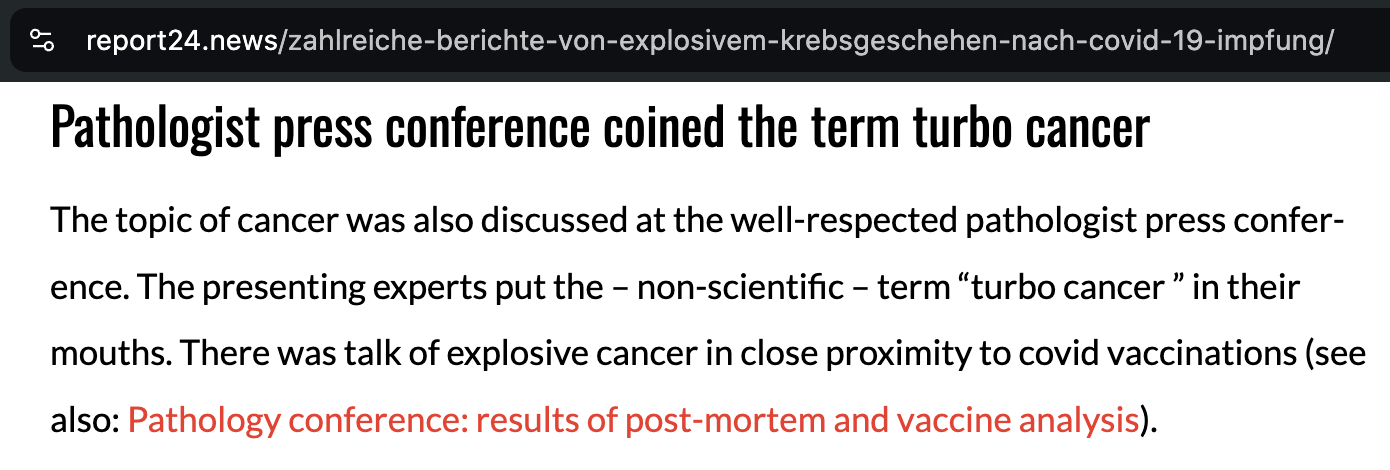 report24.news/zahlreiche-berichte-von-explosivem-krebsgeschehen-nach-covid-19-impfung/
Pathologist press conference coined the term turbo cancer
The topic of cancer was also discussed at the well-respected pathologist press confer-
ence. The presenting experts put the – non-scientific – term “turbo cancer ” in their
mouths. There was talk of explosive cancer in close proximity to covid vaccinations (see
also: Pathology conference: results of post-mortem and vaccine analysis).